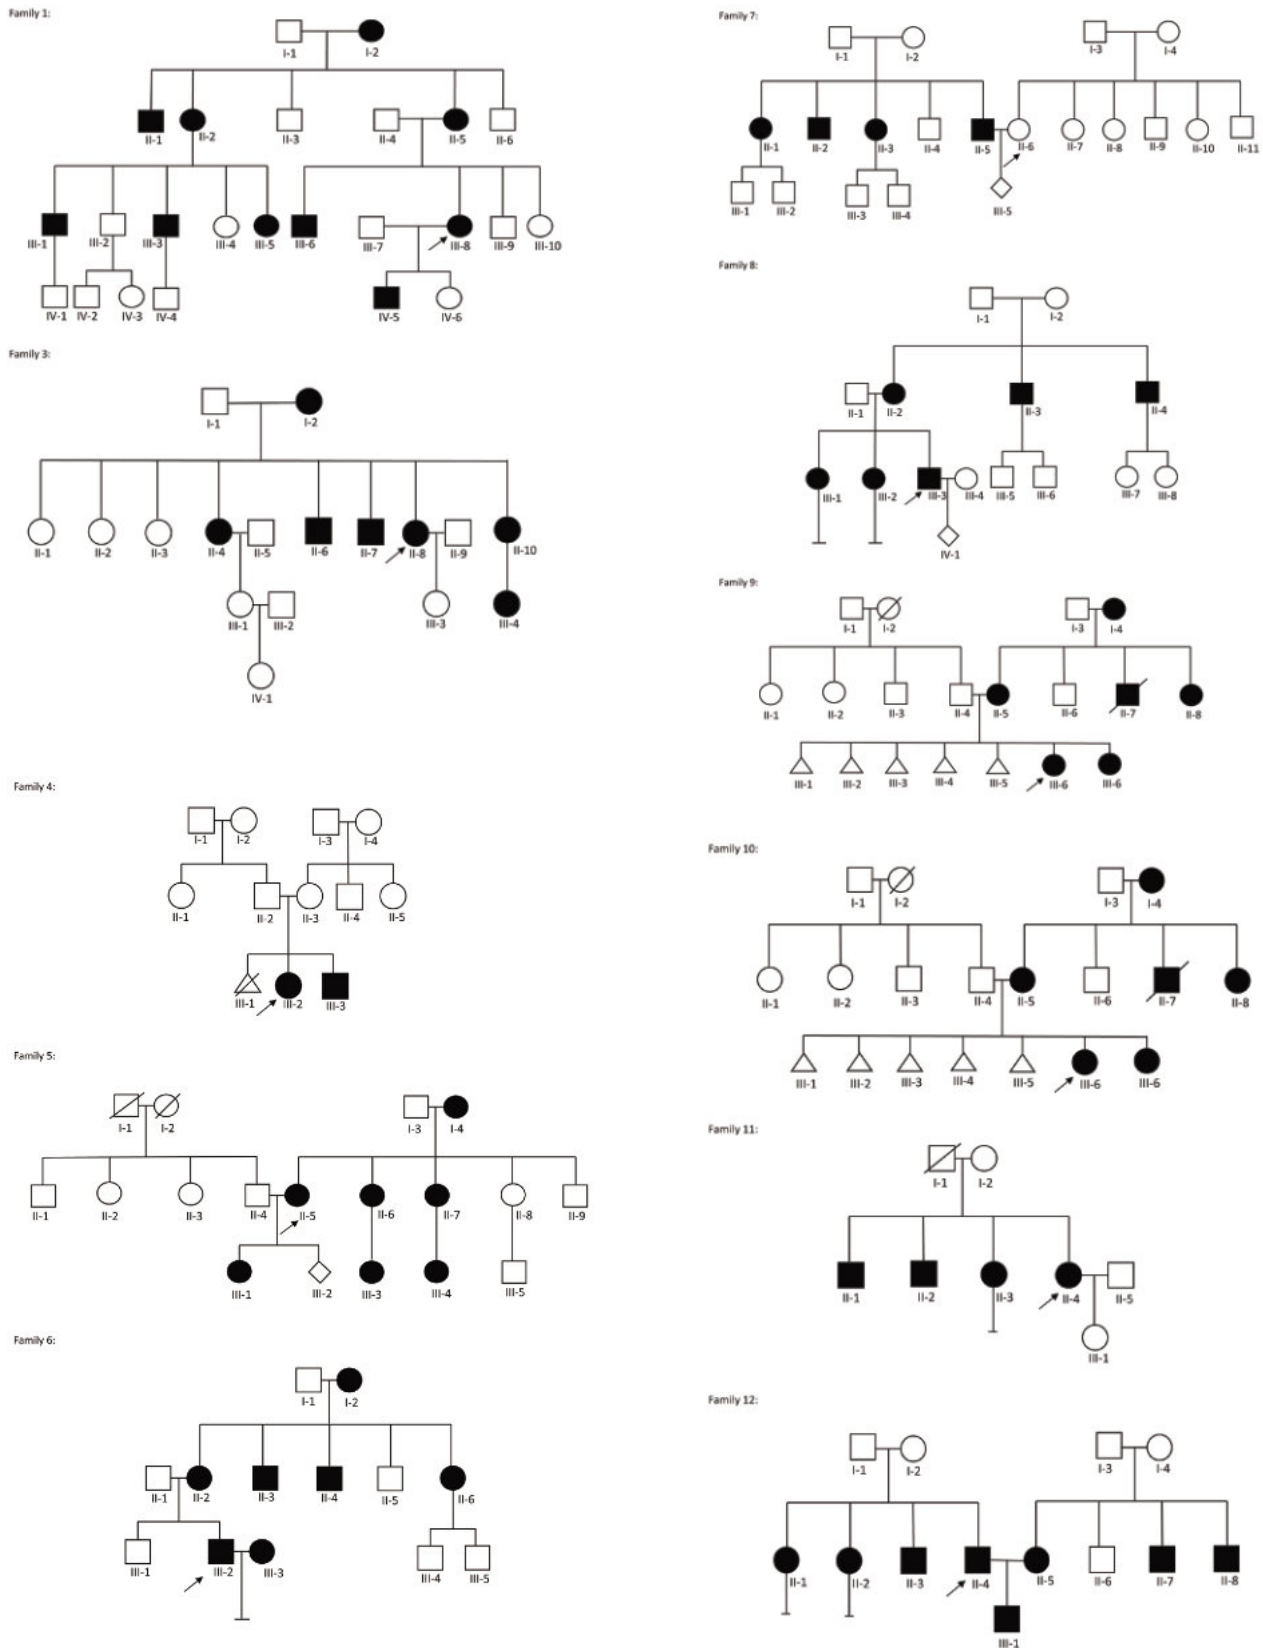 Family 1:
I-1
I-2
II-1
II-2
II-3
II-4
II-5
II-6
III-1
III-2
III-3
III-4
III-5
III-6
III-7
III-8
III-9
III-10
IV-1
IV-2
IV-3
IV-4
IV-5
IV-6
Family 3:
I-1
I-2
II-1
II-2
II-3
II-4
II-5
II-6
II-7
II-8
II-9
II-10
III-1
III-2
III-3
III-4
IV-1
Family 4:
I-1
I-2
I-3
I-4
II-1
II-2
II-3
II-4
II-5
III-1
III-2
III-3
Family 5:
I-1
I-2
I-3
I-4
II-1
II-2
II-3
II-4
II-5
II-6
II-7
II-8
II-9
III-1
III-2
III-3
III-4
III-5
Family 6:
I-1
I-2
II-1
II-2
II-3
II-4
II-5
II-6
III-1
III-2
III-3
III-4
III-5
Family 7:
I-1
I-2
I-3
I-4
II-1
II-2
II-3
II-4
II-5
II-6
II-7
II-8
II-9
II-10
II-11
III-1
III-2
III-3
III-4
III-5
Family 8:
I-1
I-2
II-1
II-2
II-3
II-4
III-1
III-2
III-3
III-4
III-5
III-6
III-7
III-8
IV-1
Family 9:
I-1
I-2
I-3
I-4
II-1
II-2
II-3
II-4
II-5
II-6
II-7
II-8
III-1
III-2
III-3
III-4
III-5
III-6
III-6
Family 10:
I-1
I-2
I-3
I-4
II-1
II-2
II-3
II-4
II-5
II-6
II-7
II-8
III-1
III-2
III-3
III-4
III-5
III-6
III-6
Family 11:
I-1
I-2
II-1
II-2
II-3
II-4
II-5
III-1
Family 12:
I-1
I-2
I-3
I-4
II-1
II-2
II-3
II-4
II-5
II-6
II-7
II-8
III-1